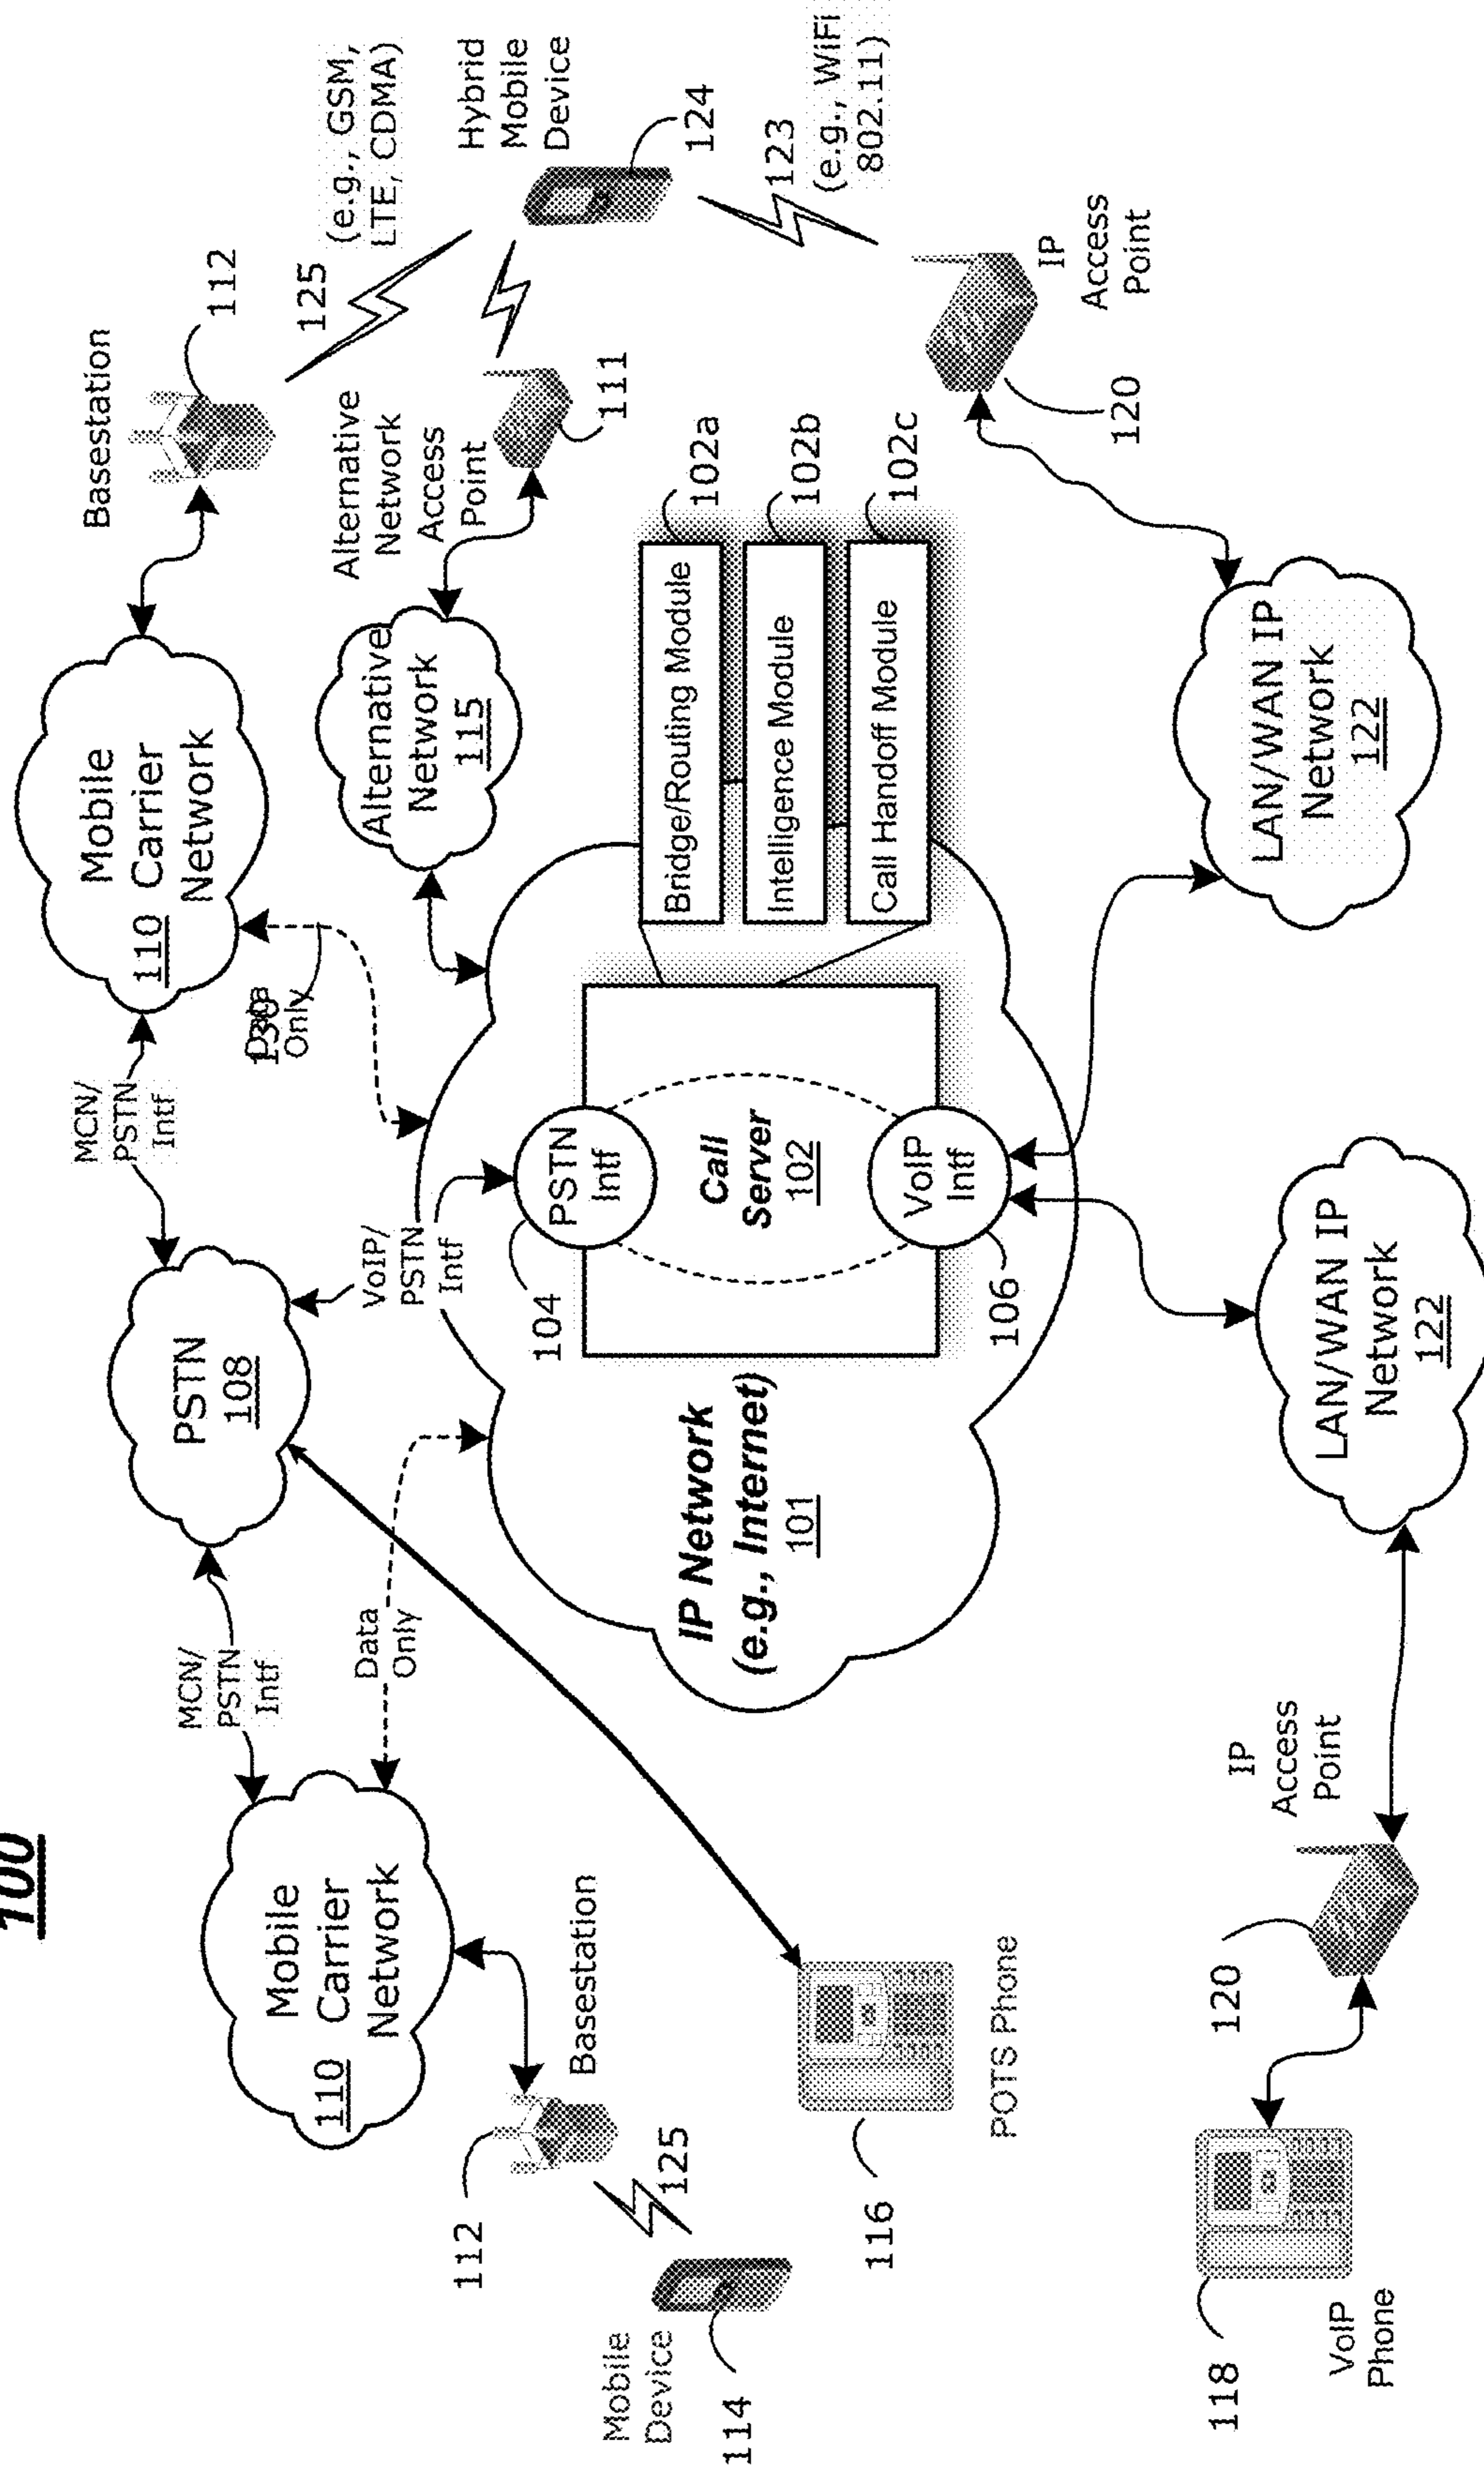 100
Mobile
Carrier
Network
110
MCN/
PSTN
Intf
PSTN
108
MCN/
PSTN
Intf
Mobile
Carrier
Network
110
Basestation
112
125
(e.g., GSM,
LTE, CDMA)
Hybrid
Mobile
Device
124
123
(e.g., WiFi
802.11)
Alternative
Network
Access
Point
111
Alternative
Network
115
130
Data
Only
Data
Only
VoIP/
PSTN
Intf
Basestation
112
125
Mobile
Device
114
116
POTS Phone
IP Network
(e.g., Internet)
101
104
PSTN
Intf
Call
Server
102
VoIP
Intf
106
Bridge/Routing Module
102a
Intelligence Module
102b
Call Handoff Module
102c
IP
Access
Point
120
LAN/WAN IP
Network
122
LAN/WAN IP
Network
122
IP
Access
Point
120
118
VoIP
Phone